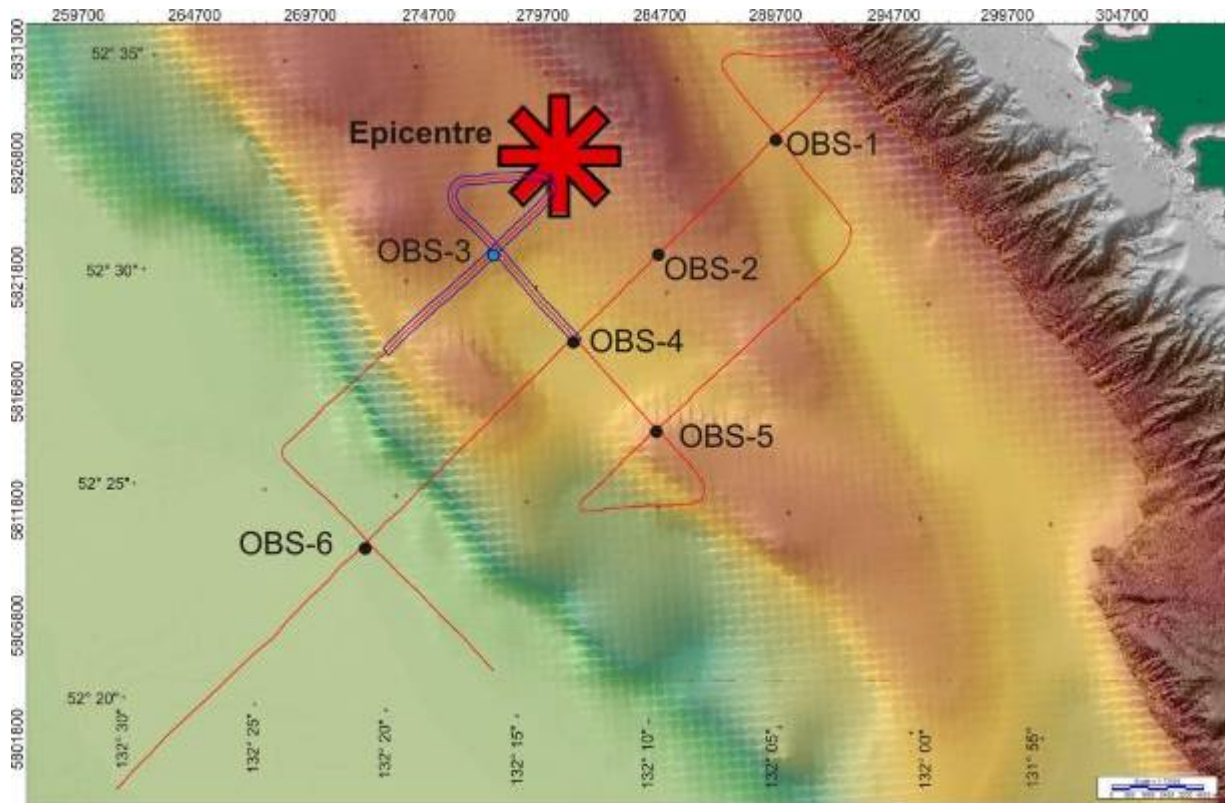 259700 264700 269700 274700 279700 284700 289700 294700 299700 304700
5831300
52° 35'
Epicentre
OBS-1
5826800
OBS-3
OBS-2
52° 30'
5821800
OBS-4
5816600
OBS-5
52° 25'
5811800
OBS-6
5806800
52° 20'
5801800
132° 30" 132° 25" 132° 20" 132° 15" 132° 10" 132° 05" 132° 00" 131° 55"